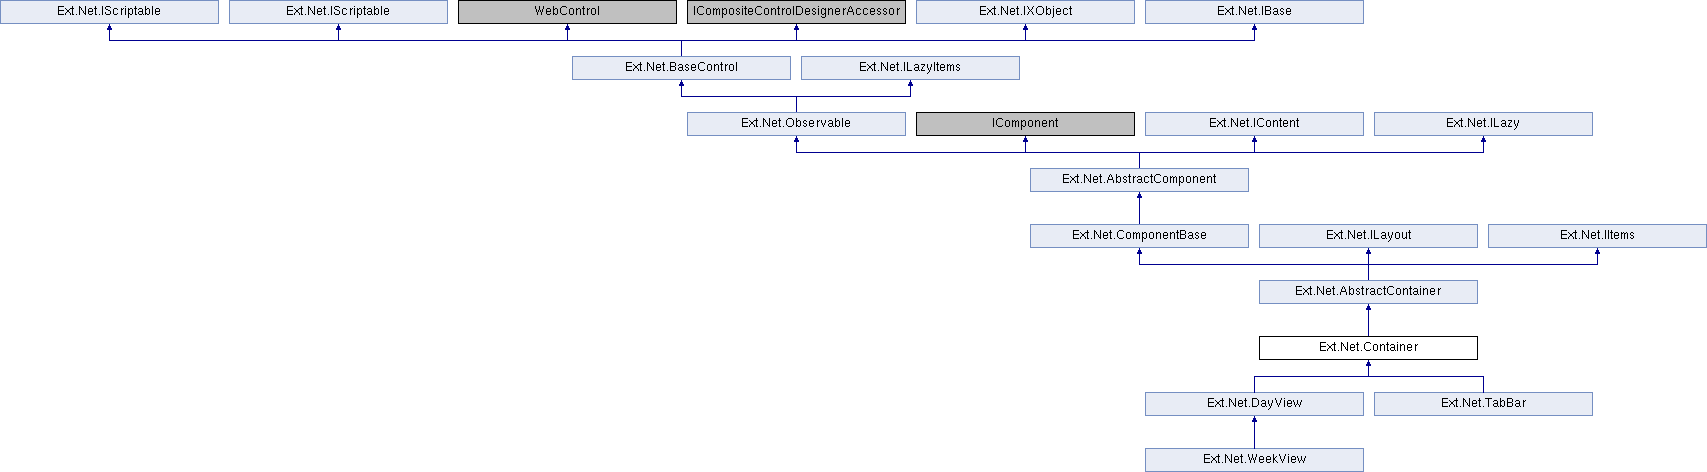 Ext.Net.IScriptable
Ext.Net.IScriptable
WebControl
ICompositeControlDesignerAccessor
Ext.Net.IXObject
Ext.Net.IBase
Ext.Net.BaseControl
Ext.Net.ILazyItems
Ext.Net.Observable
IComponent
Ext.Net.IContent
Ext.Net.ILazy
Ext.Net.AbstractComponent
Ext.Net.ComponentBase
Ext.Net.ILayout
Ext.Net.IItems
Ext.Net.AbstractContainer
Ext.Net.Container
Ext.Net.DayView
Ext.Net.TabBar
Ext.Net.WeekView